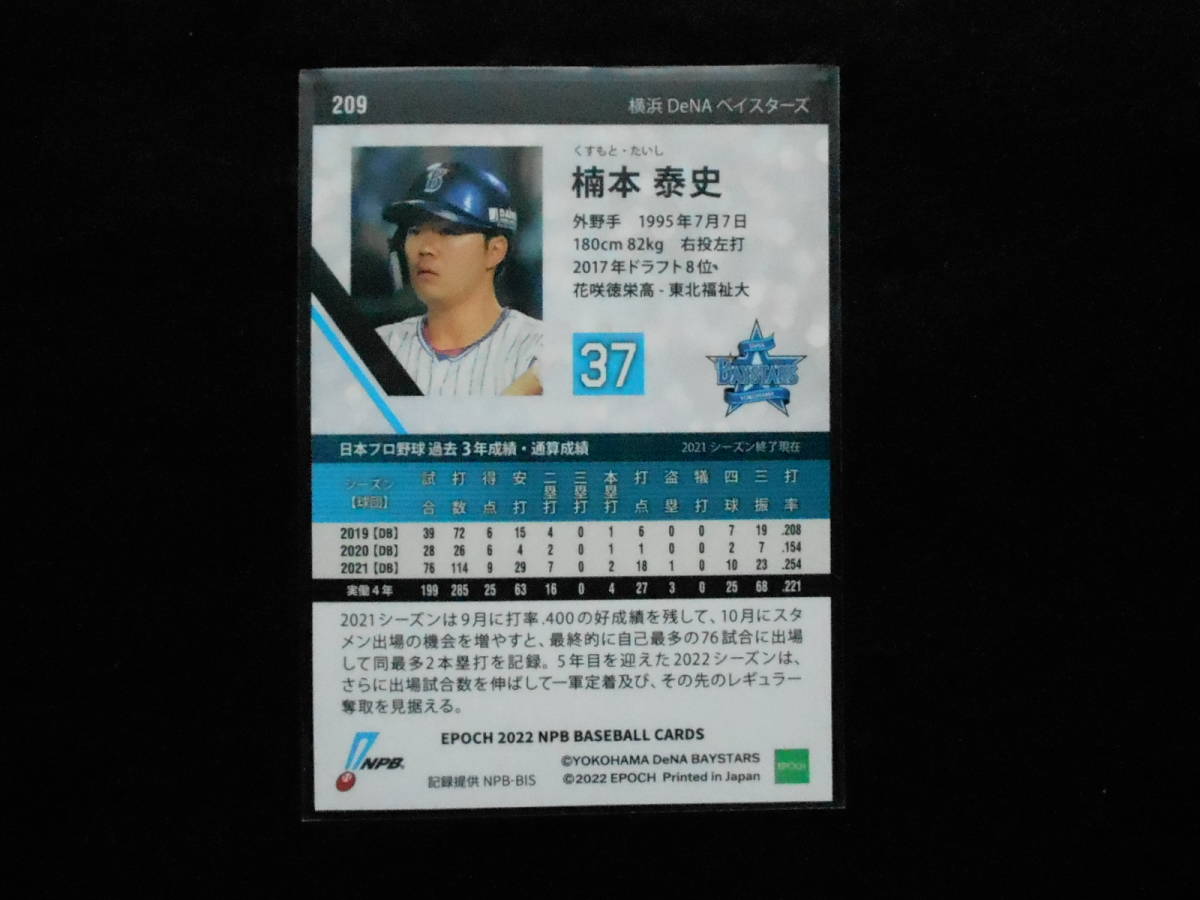 209
横浜 DeNA ベイスターズ
くすもと・たいし
楠本 泰史
外野手 1995年7月7日
180cm 82kg 右投左打
2017年ドラフト8位
花咲徳栄高 - 東北福祉大
B
37
BAYSTARS
YOKOHAMA
日本プロ野球 過去 3年成績・通算成績 2021 シーズン終了現在
シーズン【球団】 試合 打数 得点 安打 二塁打 三塁打 本塁打 打点 盗塁 犠打 四球 三振 打率
2019【DB】 39 72 6 15 4 0 1 6 0 0 7 19 .208
2020【DB】 28 26 6 4 2 0 1 1 0 0 2 7 .154
2021【DB】 76 114 9 29 7 0 2 18 1 0 10 23 .254
実働4年 199 285 25 63 16 0 4 27 3 0 25 68 .221
2021シーズンは9月に打率.400の好成績を残して、10月にスタ
メン出場の機会を増やすと、最終的に自己最多の76試合に出場
して同最多2本塁打を記録。5年目を迎えた2022シーズンは、
さらに出場試合数を伸ばして一軍定着及び、その先のレギュラー
奪取を見据える。
EPOCH 2022 NPB BASEBALL CARDS
NPB
記録提供 NPB-BIS
©YOKOHAMA DeNA BAYSTARS
©2022 EPOCH Printed in Japan
EPOCH